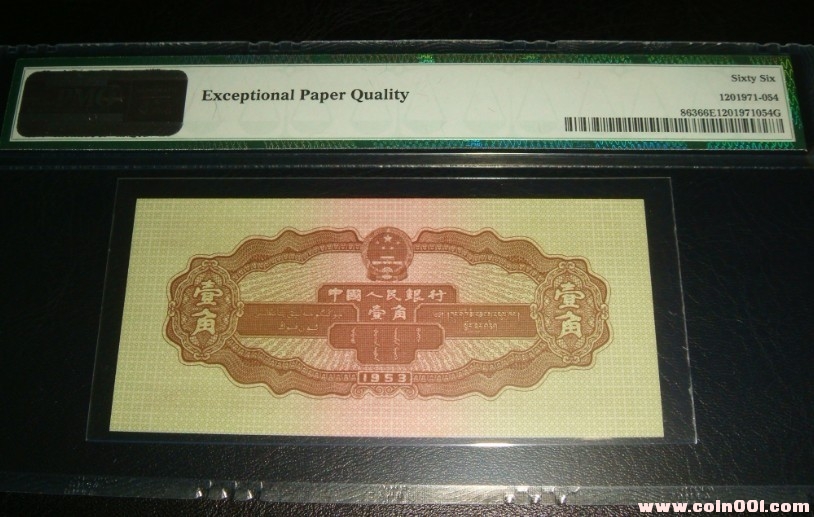 Exceptional Paper Quality
Sixty Six
1201971-054
86366E1201971054G
中國人民銀行
壹角
壹角
壹角
1953
www.coin001.com